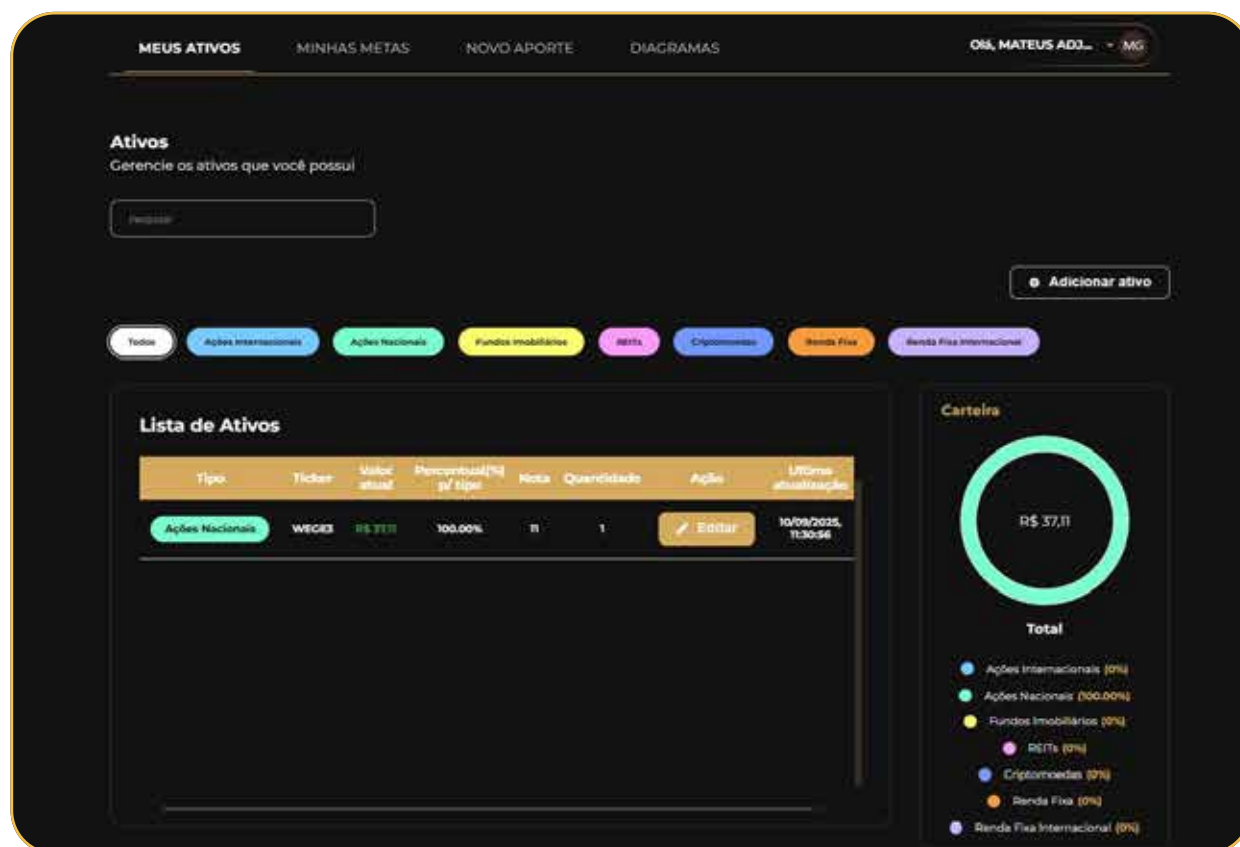 MEUS ATIVOS MINHAS METAS NOVO APORTE DIAGRAMAS Olá, MATEUS ADJ... MG
Ativos
Gerencie os ativos que você possui
Adicionar ativo
Todos Ações Internacionais Ações Nacionais Fundos Imobiliários REITs Criptomoedas Renda Fixa Renda Fixa Internacional
Lista de Ativos
Tipo Ticker Valor atual Percentual(%) p/ tipo Nota Quantidade Ação Última atualização
Ações Nacionais WEGE3 R$ 37,11 100.00% 11 1 Editar 10/09/2025, 11:30:56
Carteira
R$ 37,11
Total
Ações Internacionais (0%)
Ações Nacionais (100.00%)
Fundos Imobiliários (0%)
REITs (0%)
Criptomoedas (0%)
Renda Fixa (0%)
Renda Fixa Internacional (0%)